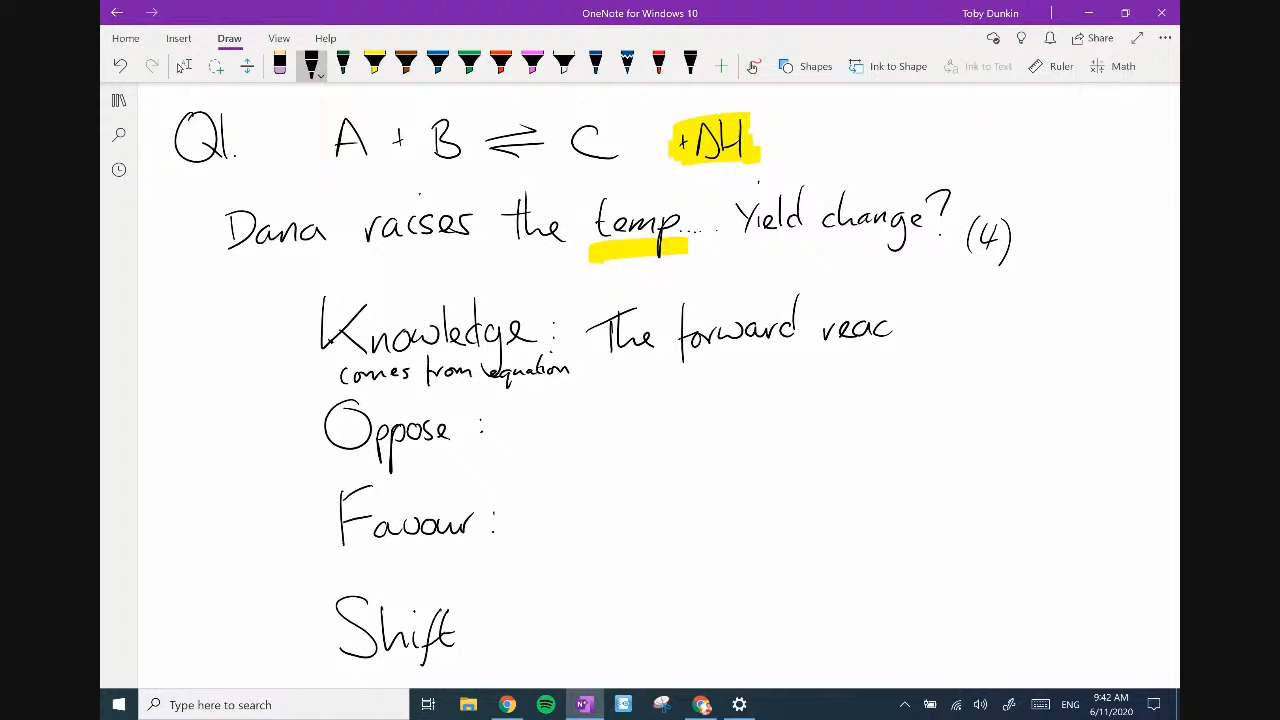 OneNote for Windows 10
Toby Dunkin
Home Insert Draw View Help
Share
Shapes Ink to Shape Ink to Text Ruler Math
Q1. A + B ⇌ C +ΔH
Dana raises the temp..... Yield change? (4)
Knowledge: The forward reac
comes from equation
Oppose :
Favour :
Shift
Type here to search
ENG
9:42 AM
6/11/2020